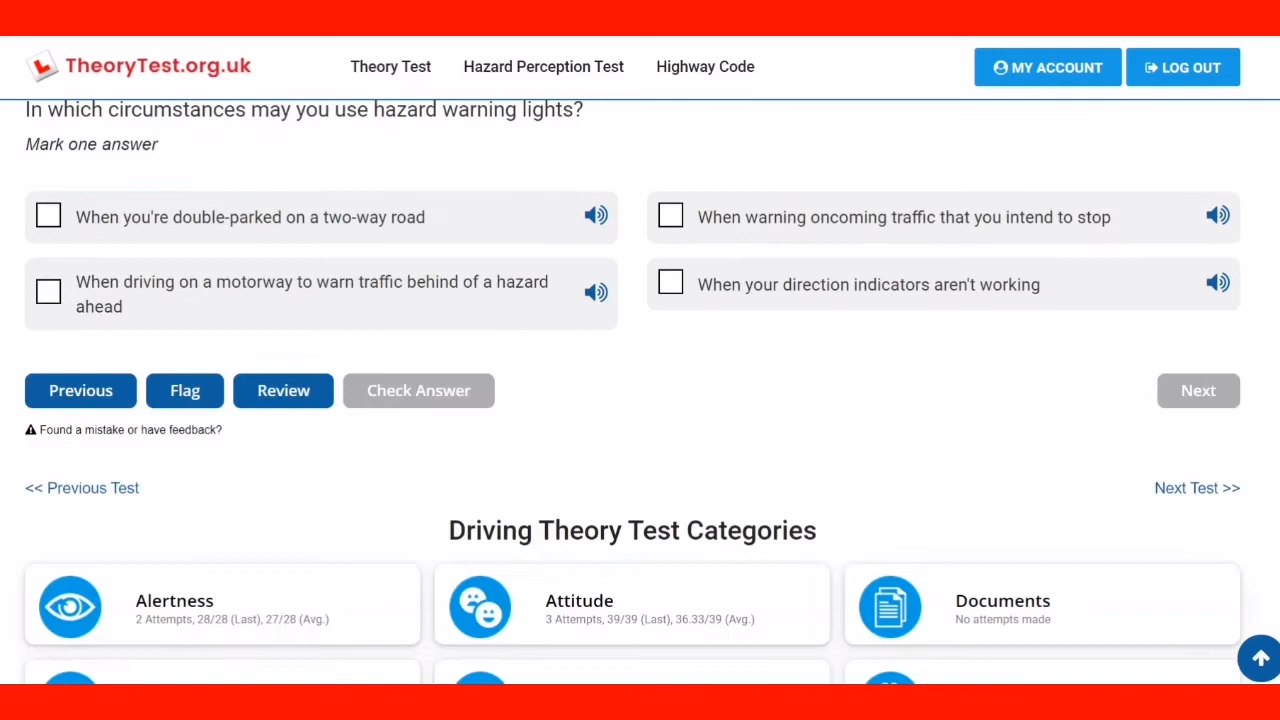 TheoryTest.org.uk
Theory Test
Hazard Perception Test
Highway Code
MY ACCOUNT
LOG OUT
In which circumstances may you use hazard warning lights?
Mark one answer
When you're double-parked on a two-way road
When warning oncoming traffic that you intend to stop
When driving on a motorway to warn traffic behind of a hazard
ahead
When your direction indicators aren't working
Previous
Flag
Review
Check Answer
Next
Found a mistake or have feedback?
<< Previous Test
Next Test >>
Driving Theory Test Categories
Alertness
2 Attempts, 28/28 (Last), 27/28 (Avg.)
Attitude
3 Attempts, 39/39 (Last), 36.33/39 (Avg.)
Documents
No attempts made